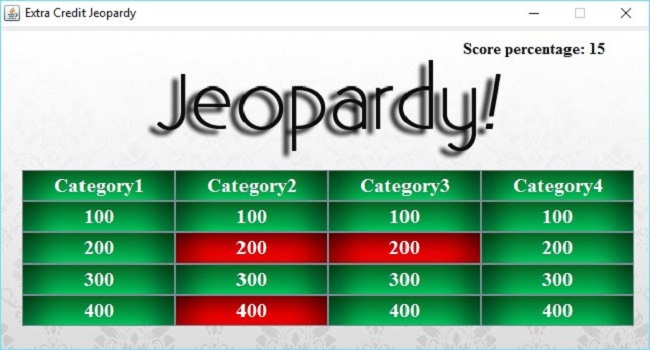 Extra Credit Jeopardy
Score percentage: 15
Jeopardy!
Category1 Category2 Category3 Category4
100 100 100 100
200 200 200 200
300 300 300 300
400 400 400 400